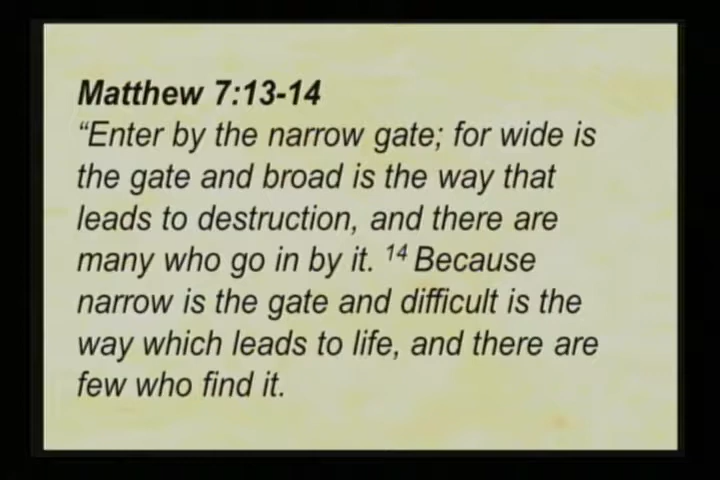 Matthew 7:13-14
“Enter by the narrow gate; for wide is
the gate and broad is the way that
leads to destruction, and there are
many who go in by it. 14 Because
narrow is the gate and difficult is the
way which leads to life, and there are
few who find it.